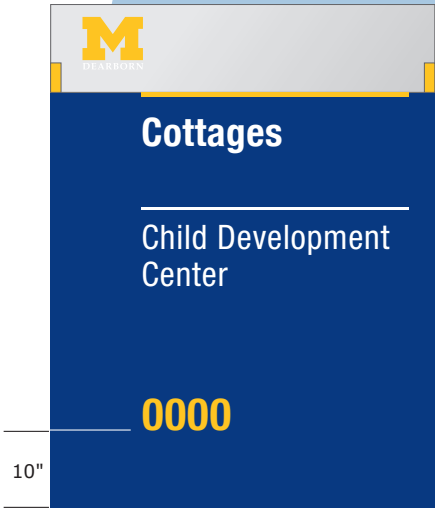 M
DEARBORN
Cottages
Child Development
Center
0000
10"